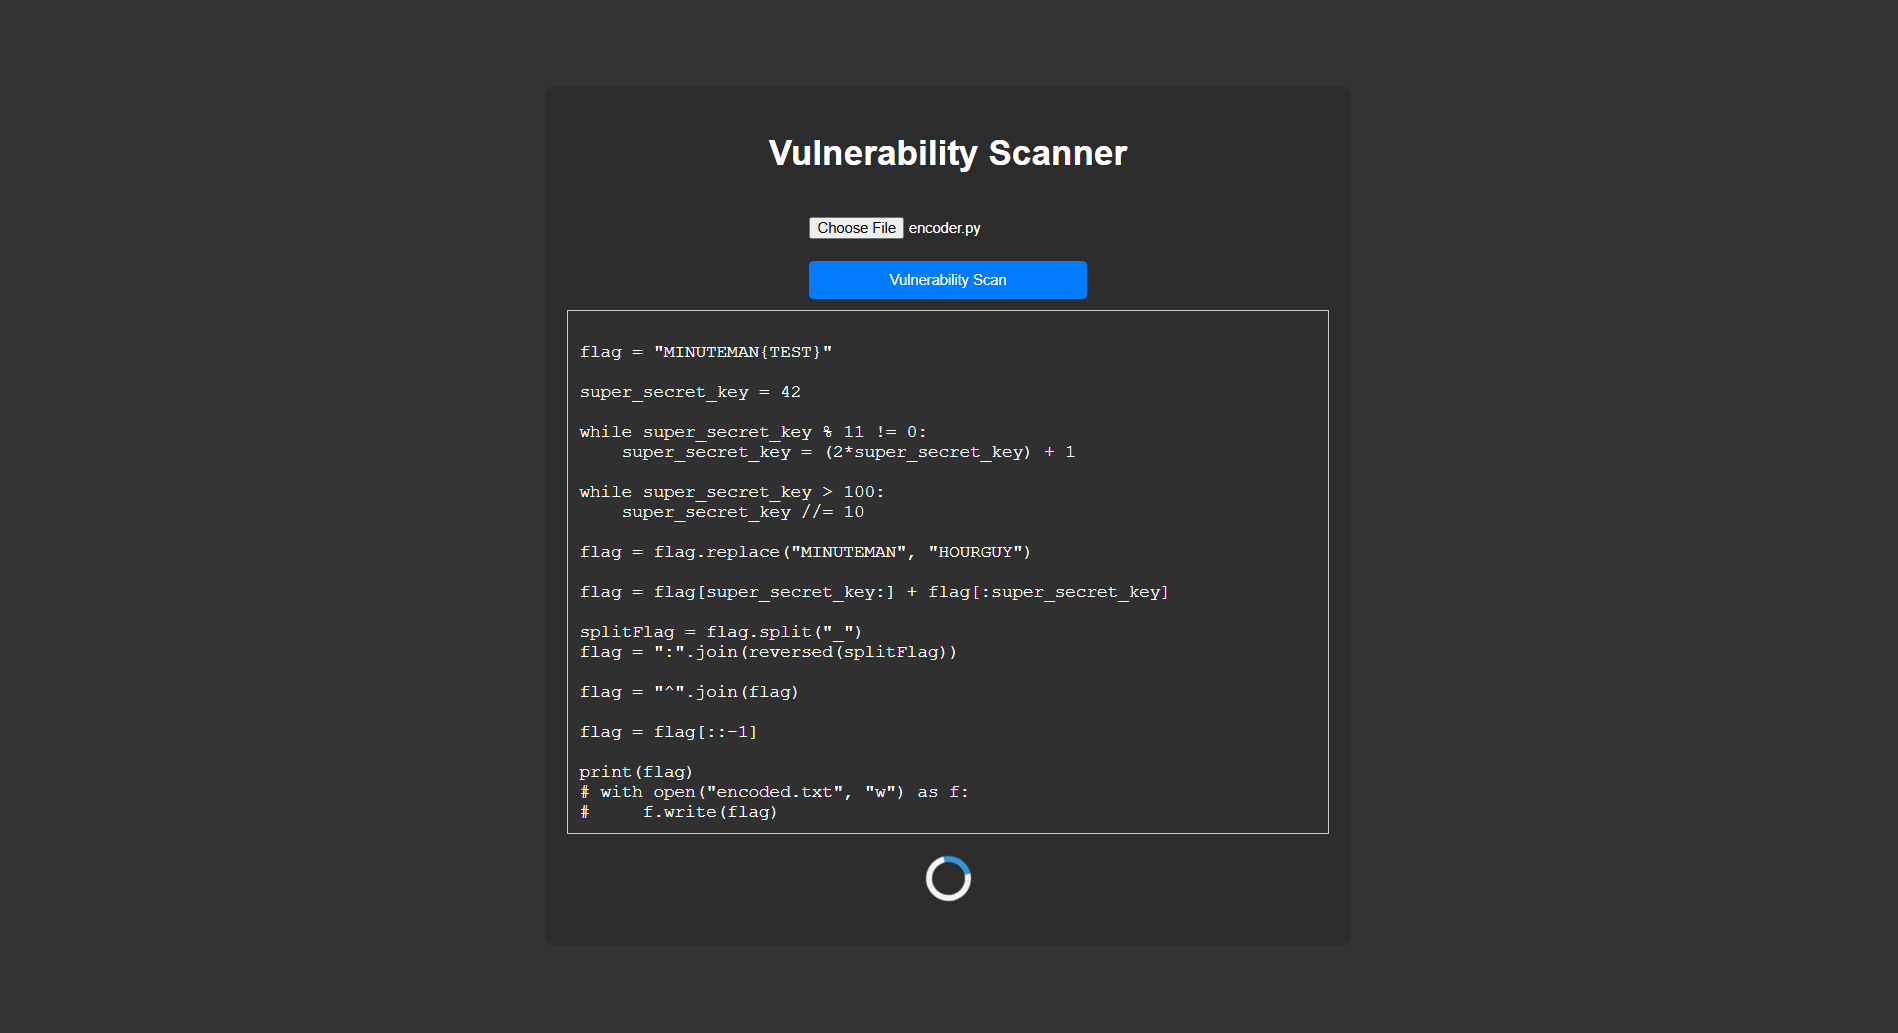 Vulnerability Scanner
Choose File encoder.py
Vulnerability Scan
flag = "MINUTEMAN{TEST}"
super_secret_key = 42
while super_secret_key % 11 != 0:
    super_secret_key = (2*super_secret_key) + 1
while super_secret_key > 100:
    super_secret_key //= 10
flag = flag.replace("MINUTEMAN", "HOURGUY")
flag = flag[super_secret_key:] + flag[:super_secret_key]
splitFlag = flag.split("_")
flag = ":".join(reversed(splitFlag))
flag = "^".join(flag)
flag = flag[::-1]
print(flag)
# with open("encoded.txt", "w") as f:
#     f.write(flag)